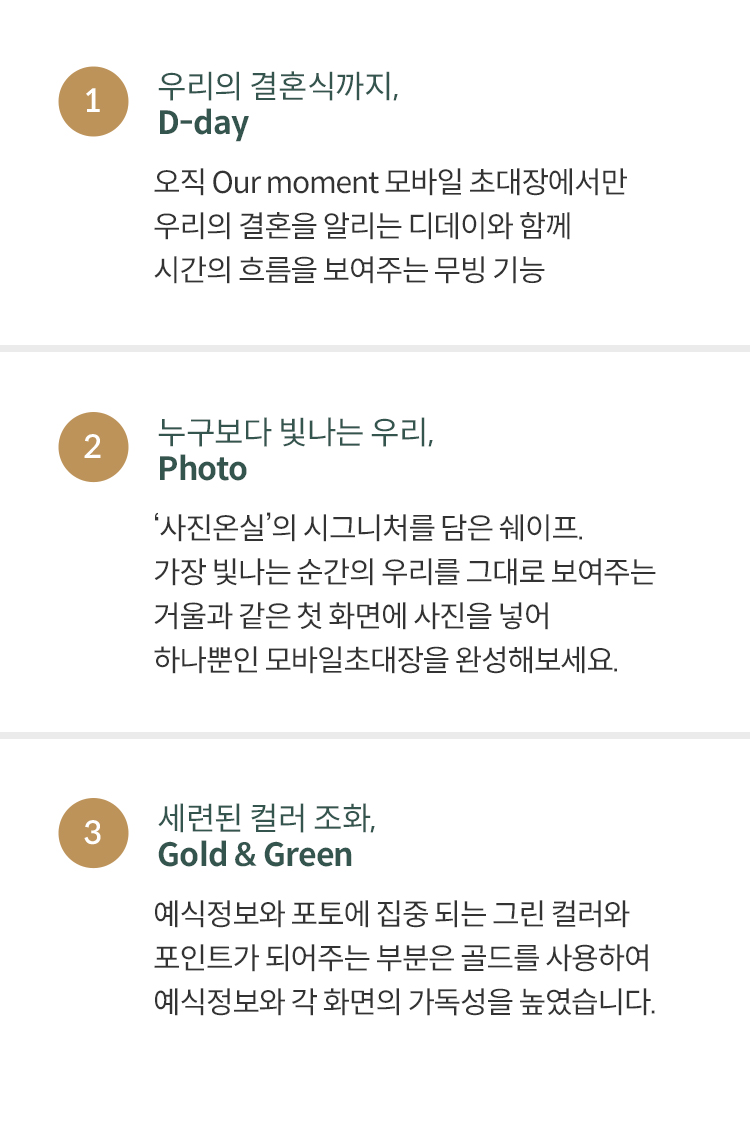 1
우리의 결혼식까지,
D-day
오직 Our moment 모바일 초대장에서만
우리의 결혼을 알리는 디데이와 함께
시간의 흐름을 보여주는 무빙 기능
2
누구보다 빛나는 우리,
Photo
‘사진온실’의 시그니처를 담은 쉐이프.
가장 빛나는 순간의 우리를 그대로 보여주는
거울과 같은 첫 화면에 사진을 넣어
하나뿐인 모바일초대장을 완성해보세요.
3
세련된 컬러 조화,
Gold & Green
예식정보와 포토에 집중 되는 그린 컬러와
포인트가 되어주는 부분은 골드를 사용하여
예식정보와 각 화면의 가독성을 높였습니다.